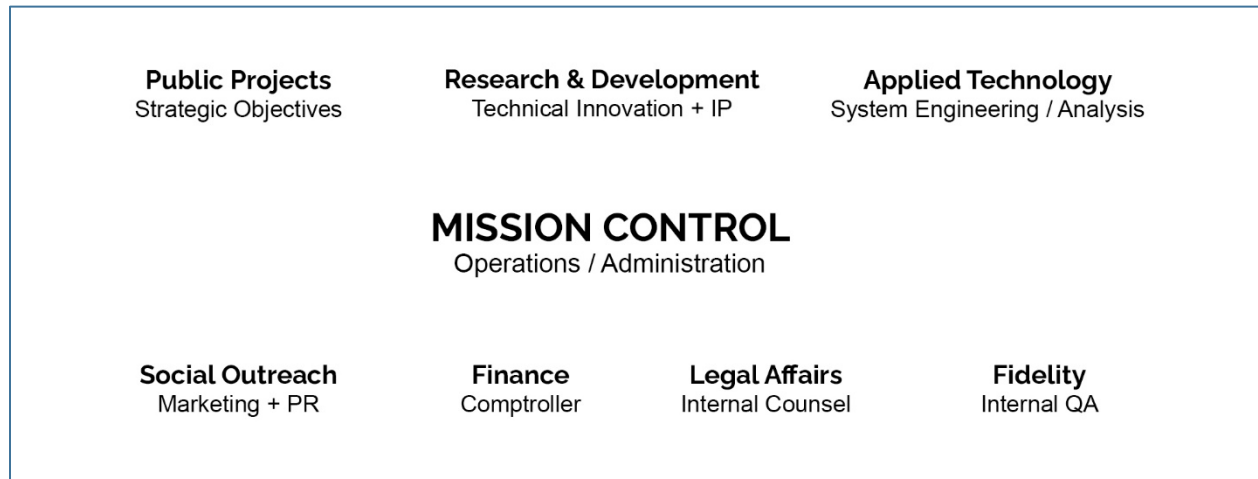 Public Projects
Strategic Objectives
Research & Development
Technical Innovation + IP
Applied Technology
System Engineering / Analysis
MISSION CONTROL
Operations / Administration
Social Outreach
Marketing + PR
Finance
Comptroller
Legal Affairs
Internal Counsel
Fidelity
Internal QA